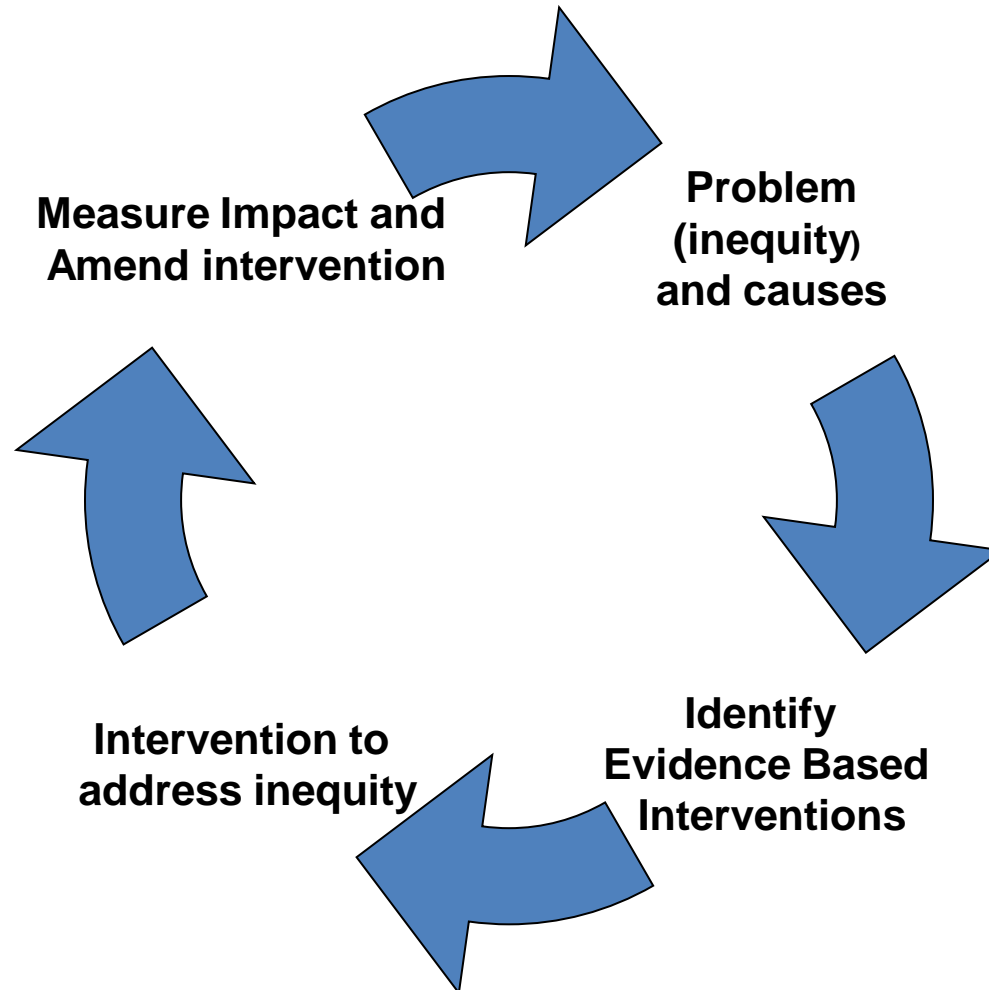 Measure Impact and
Amend intervention
Problem
(inequity)
and causes
Identify
Evidence Based
Interventions
Intervention to
address inequity